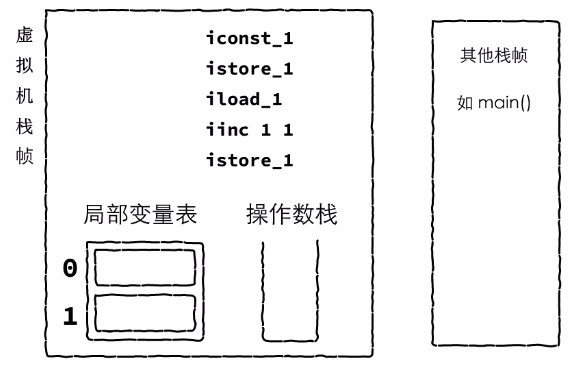 虚拟机栈帧
iconst_1
istore_1
iload_1
iinc 1 1
istore_1
局部变量表
操作数栈
0
1
其他栈帧
如 main()